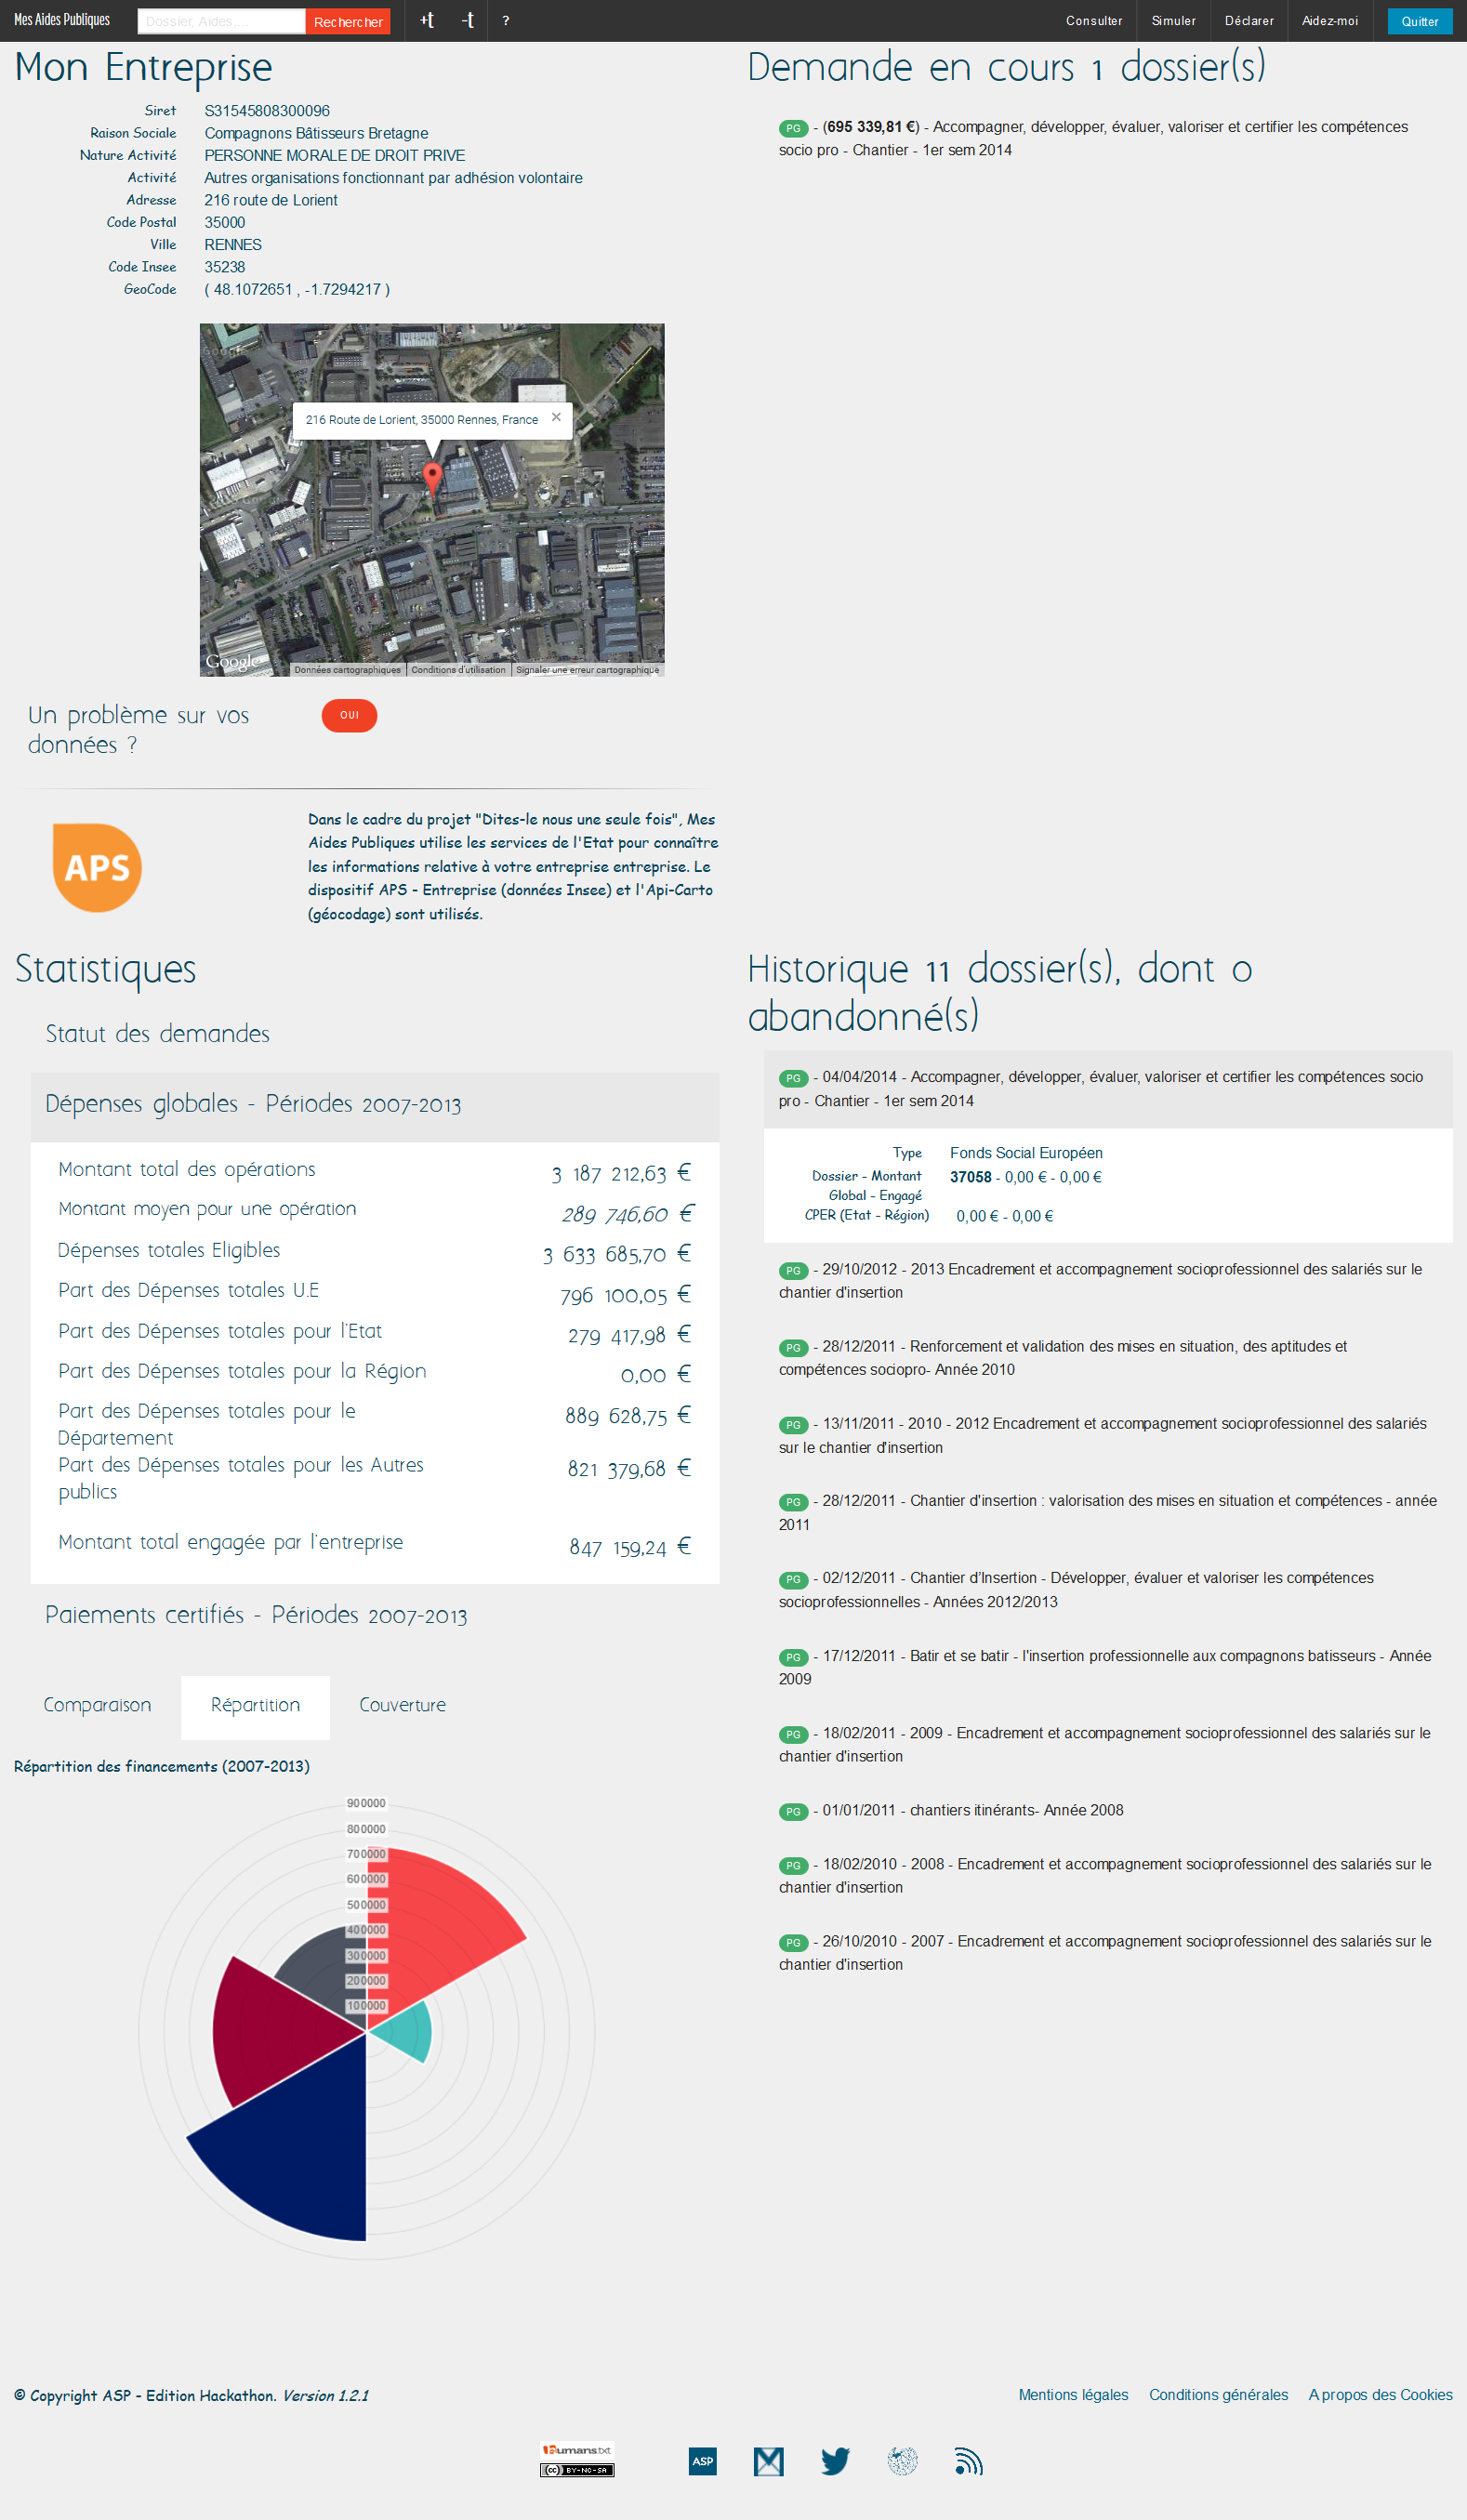 Mes Aides Publiques
Dossier, Aides,...
Rechercher
+t
-t
?
Consulter
Simuler
Déclarer
Aidez-moi
Quitter
Mon Entreprise
Siret S31545808300096
Raison Sociale Compagnons Bâtisseurs Bretagne
Nature Activité PERSONNE MORALE DE DROIT PRIVE
Activité Autres organisations fonctionnant par adhésion volontaire
Adresse 216 route de Lorient
Code Postal 35000
Ville RENNES
Code Insee 35238
GeoCode ( 48.1072651 , -1.7294217 )
216 Route de Lorient, 35000 Rennes, France ×
Google
Données cartographiques
Conditions d'utilisation
Signaler une erreur cartographique
Un problème sur vos
données ?
OUI
APS
Dans le cadre du projet "Dites-le nous une seule fois", Mes
Aides Publiques utilise les services de l'Etat pour connaître
les informations relative à votre entreprise entreprise. Le
dispositif APS - Entreprise (données Insee) et l'Api-Carto
(géocodage) sont utilisés.
Demande en cours 1 dossier(s)
PG - (695 339,81 €) - Accompagner, développer, évaluer, valoriser et certifier les compétences
socio pro - Chantier - 1er sem 2014
Statistiques
Statut des demandes
Dépenses globales - Périodes 2007-2013
Montant total des opérations 3 187 212,63 €
Montant moyen pour une opération 289 746,60 €
Dépenses totales Eligibles 3 633 685,70 €
Part des Dépenses totales U.E 796 100,05 €
Part des Dépenses totales pour l'Etat 279 417,98 €
Part des Dépenses totales pour la Région 0,00 €
Part des Dépenses totales pour le 889 628,75 €
Département
Part des Dépenses totales pour les Autres 821 379,68 €
publics
Montant total engagée par l'entreprise 847 159,24 €
Paiements certifiés - Périodes 2007-2013
Comparaison
Répartition
Couverture
Répartition des financements (2007-2013)
900000
800000
700000
600000
500000
400000
300000
200000
100000
Historique 11 dossier(s), dont 0
abandonné(s)
PG - 04/04/2014 - Accompagner, développer, évaluer, valoriser et certifier les compétences socio
pro - Chantier - 1er sem 2014
Type Fonds Social Européen
Dossier - Montant 37058 - 0,00 € - 0,00 €
Global - Engagé
CPER (Etat - Région) 0,00 € - 0,00 €
PG - 29/10/2012 - 2013 Encadrement et accompagnement socioprofessionnel des salariés sur le
chantier d'insertion
PG - 28/12/2011 - Renforcement et validation des mises en situation, des aptitudes et
compétences sociopro- Année 2010
PG - 13/11/2011 - 2010 - 2012 Encadrement et accompagnement socioprofessionnel des salariés
sur le chantier d'insertion
PG - 28/12/2011 - Chantier d'insertion : valorisation des mises en situation et compétences - année
2011
PG - 02/12/2011 - Chantier d'Insertion - Développer, évaluer et valoriser les compétences
socioprofessionnelles - Années 2012/2013
PG - 17/12/2011 - Batir et se batir - l'insertion professionnelle aux compagnons batisseurs - Année
2009
PG - 18/02/2011 - 2009 - Encadrement et accompagnement socioprofessionnel des salariés sur le
chantier d'insertion
PG - 01/01/2011 - chantiers itinérants- Année 2008
PG - 18/02/2010 - 2008 - Encadrement et accompagnement socioprofessionnel des salariés sur le
chantier d'insertion
PG - 26/10/2010 - 2007 - Encadrement et accompagnement socioprofessionnel des salariés sur le
chantier d'insertion
© Copyright ASP - Edition Hackathon. Version 1.2.1
Mentions légales
Conditions générales
A propos des Cookies
humans.txt
(cc) BY-NC-SA
ASP